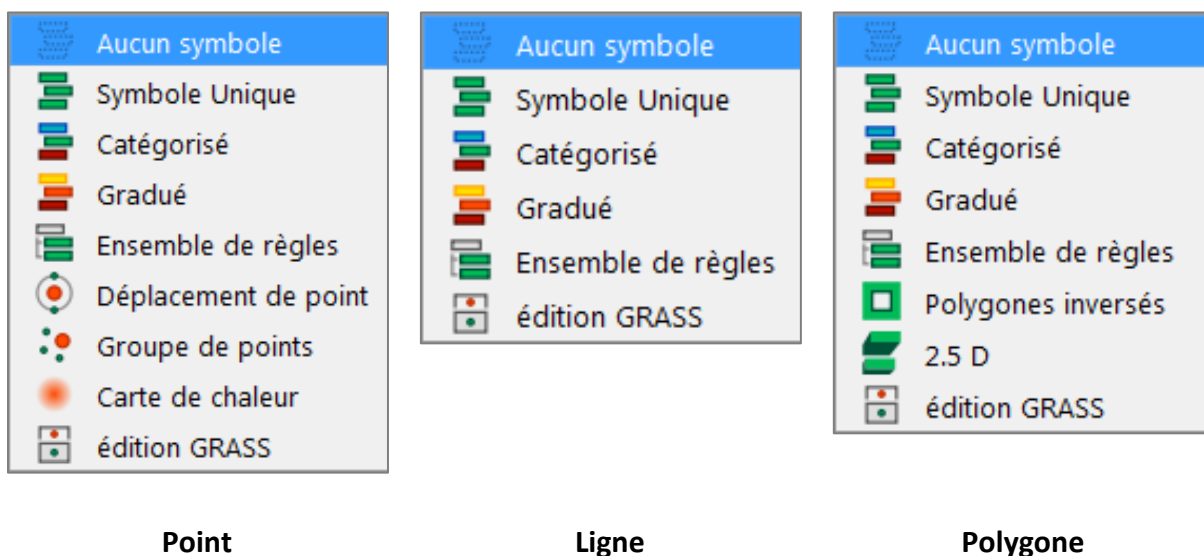 Aucun symbole
Symbole Unique
Catégorisé
Gradué
Ensemble de règles
Déplacement de point
Groupe de points
Carte de chaleur
édition GRASS
Point
Aucun symbole
Symbole Unique
Catégorisé
Gradué
Ensemble de règles
édition GRASS
Ligne
Aucun symbole
Symbole Unique
Catégorisé
Gradué
Ensemble de règles
Polygones inversés
2.5 D
édition GRASS
Polygone